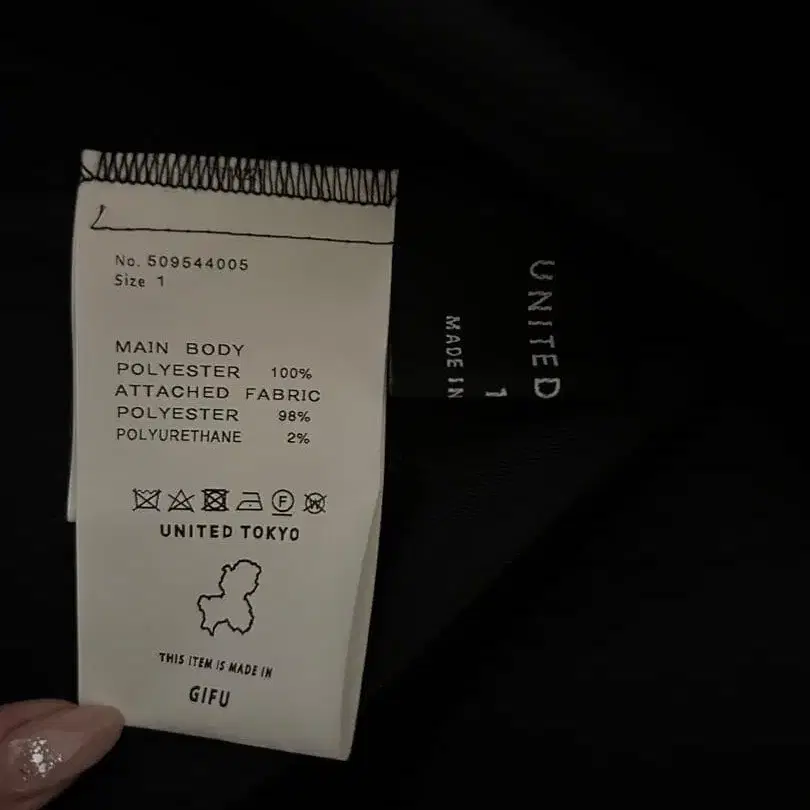 No. 509544005
Size 1
MAIN BODY
POLYESTER 100%
ATTACHED FABRIC
POLYESTER 98%
POLYURETHANE 2%
F
W
UNITED TOKYO
THIS ITEM IS MADE IN
GIFU
UNITED
1
MADE IN